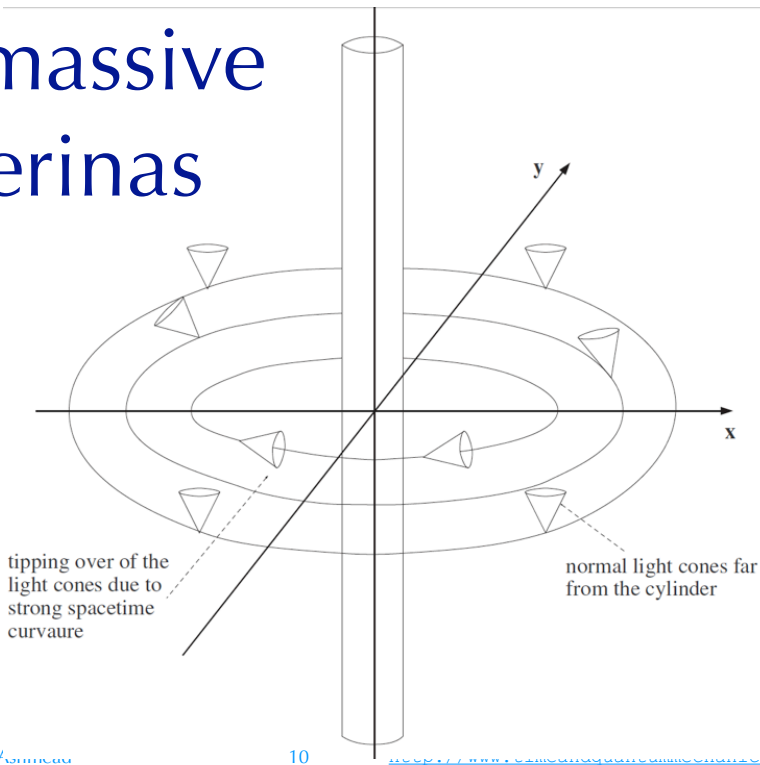 massive
erinas
y
x
tipping over of the
light cones due to
strong spacetime
curvaure
normal light cones far
from the cylinder
10